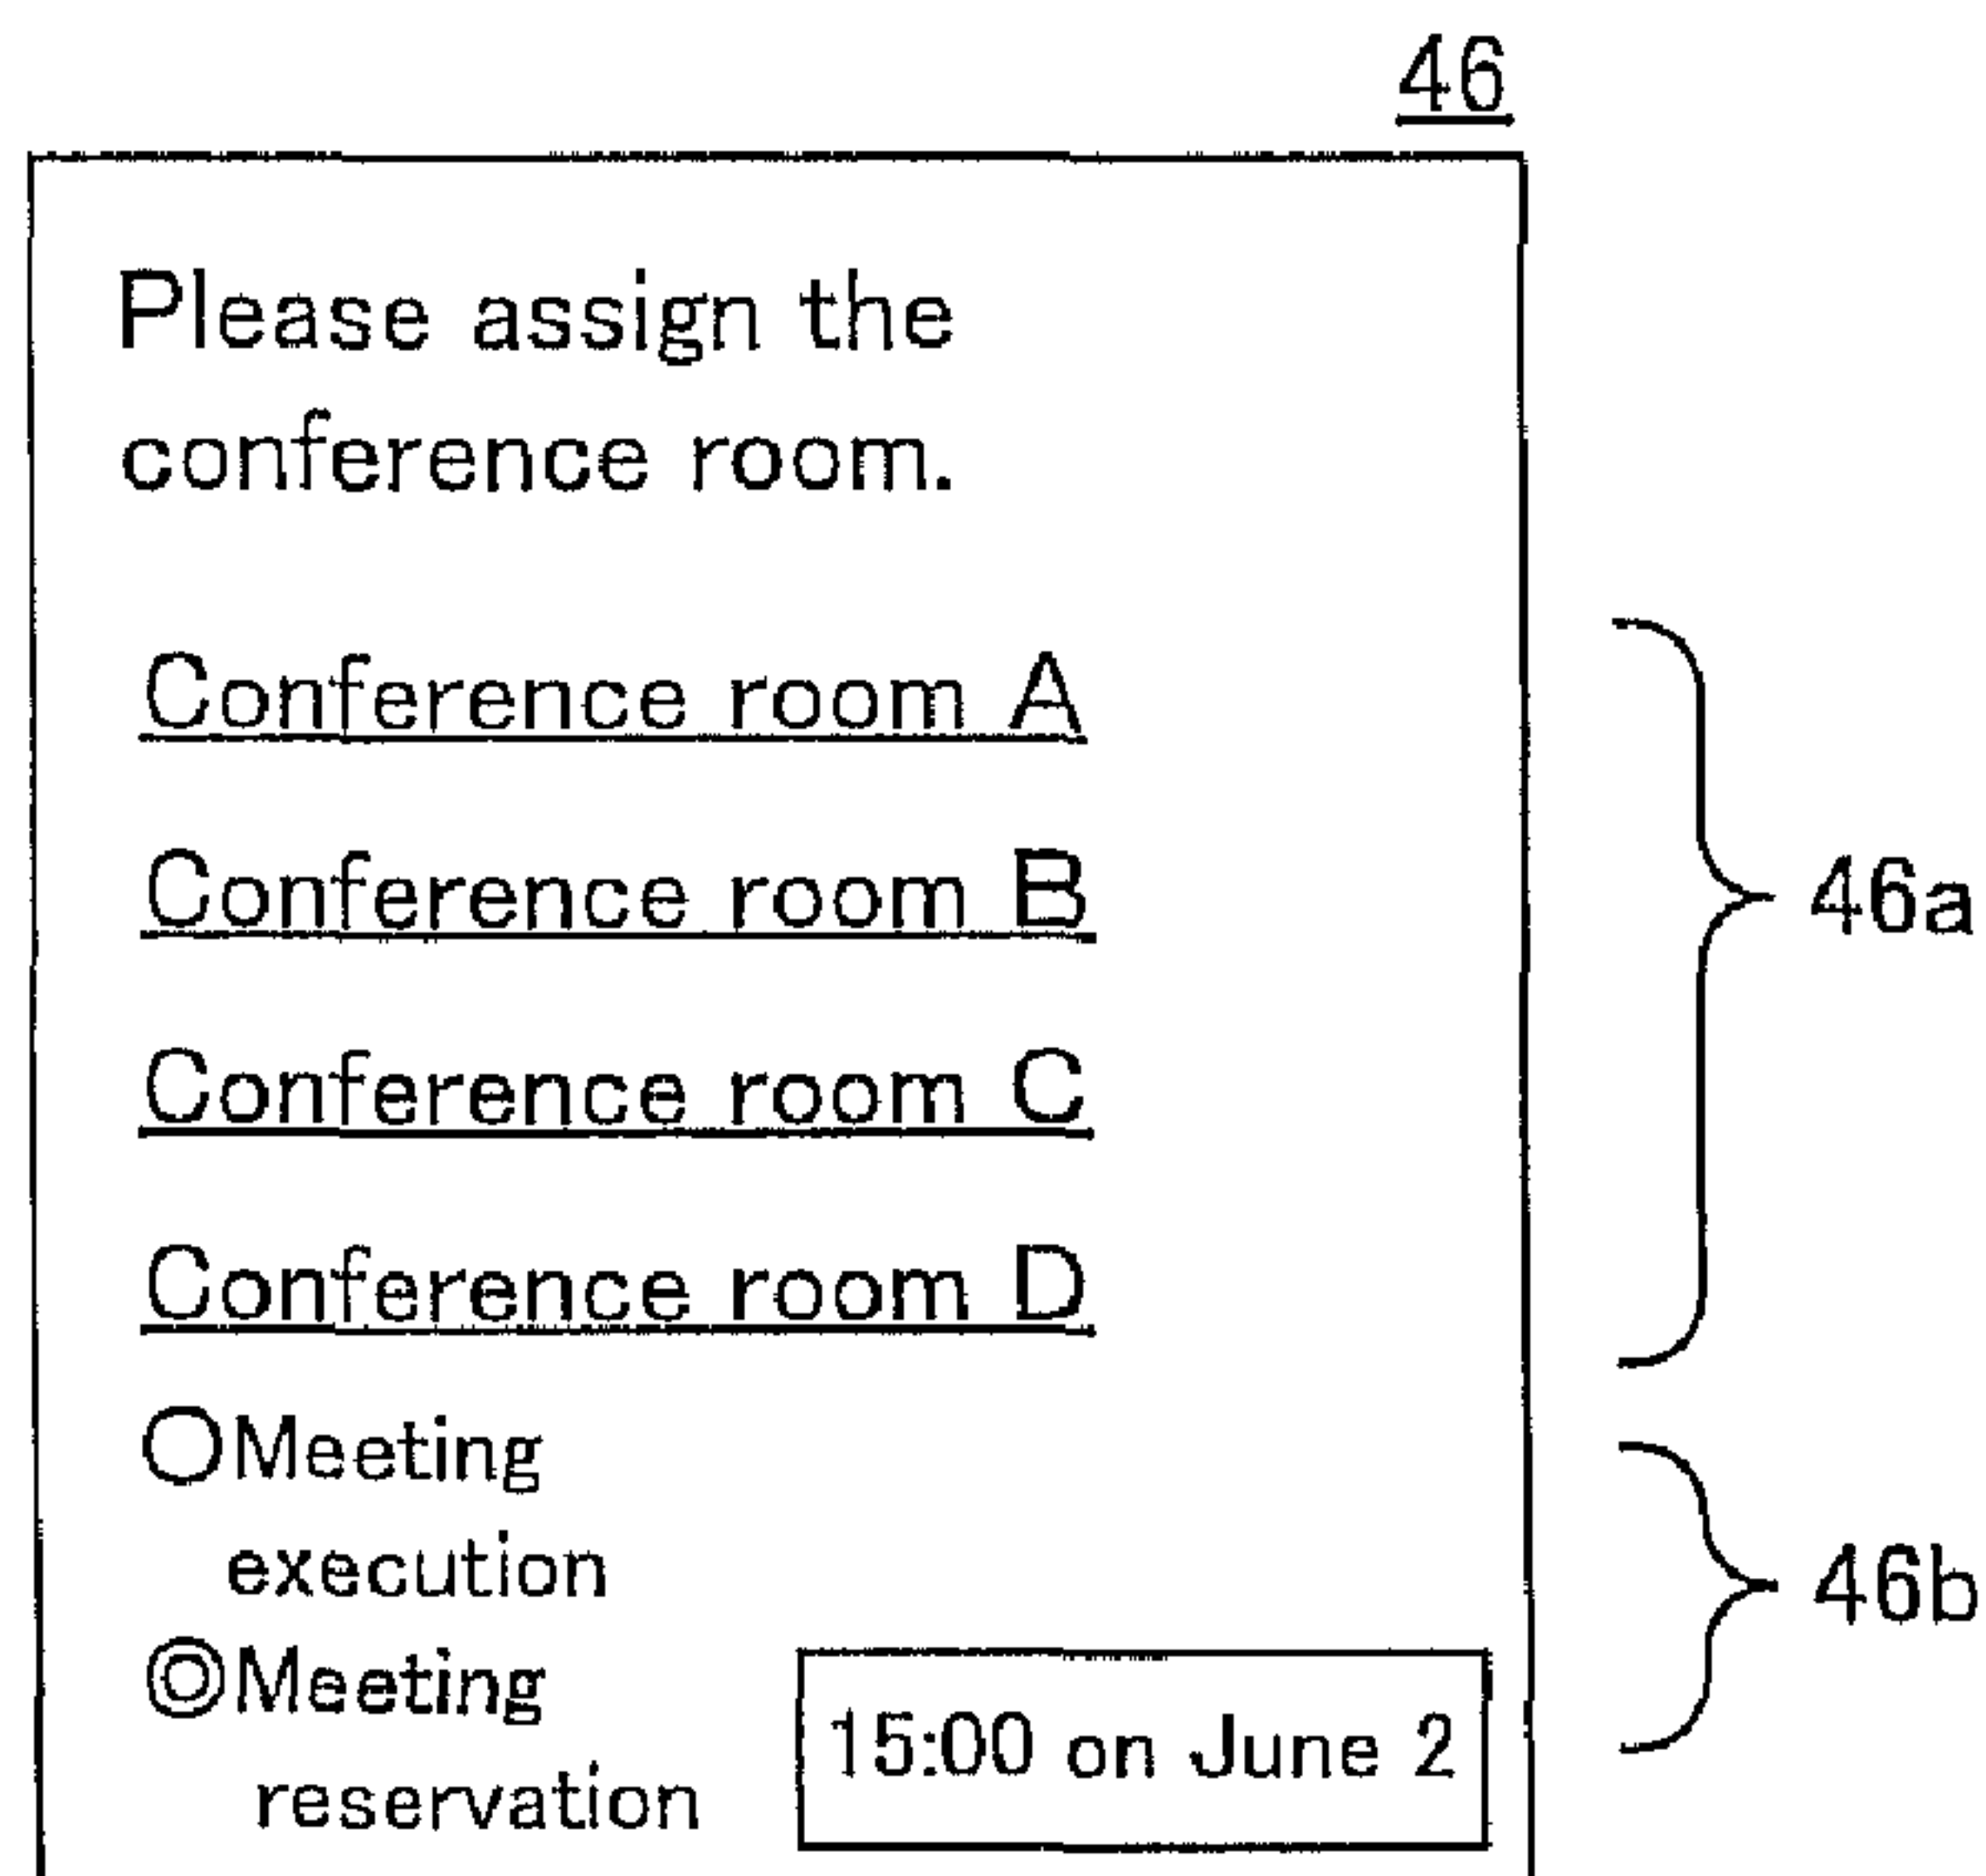 46
Please assign the
conference room.
Conference room A
Conference room B
46a
Conference room C
Conference room D
Meeting
execution
46b
Meeting
15:00 on June 2
reservation